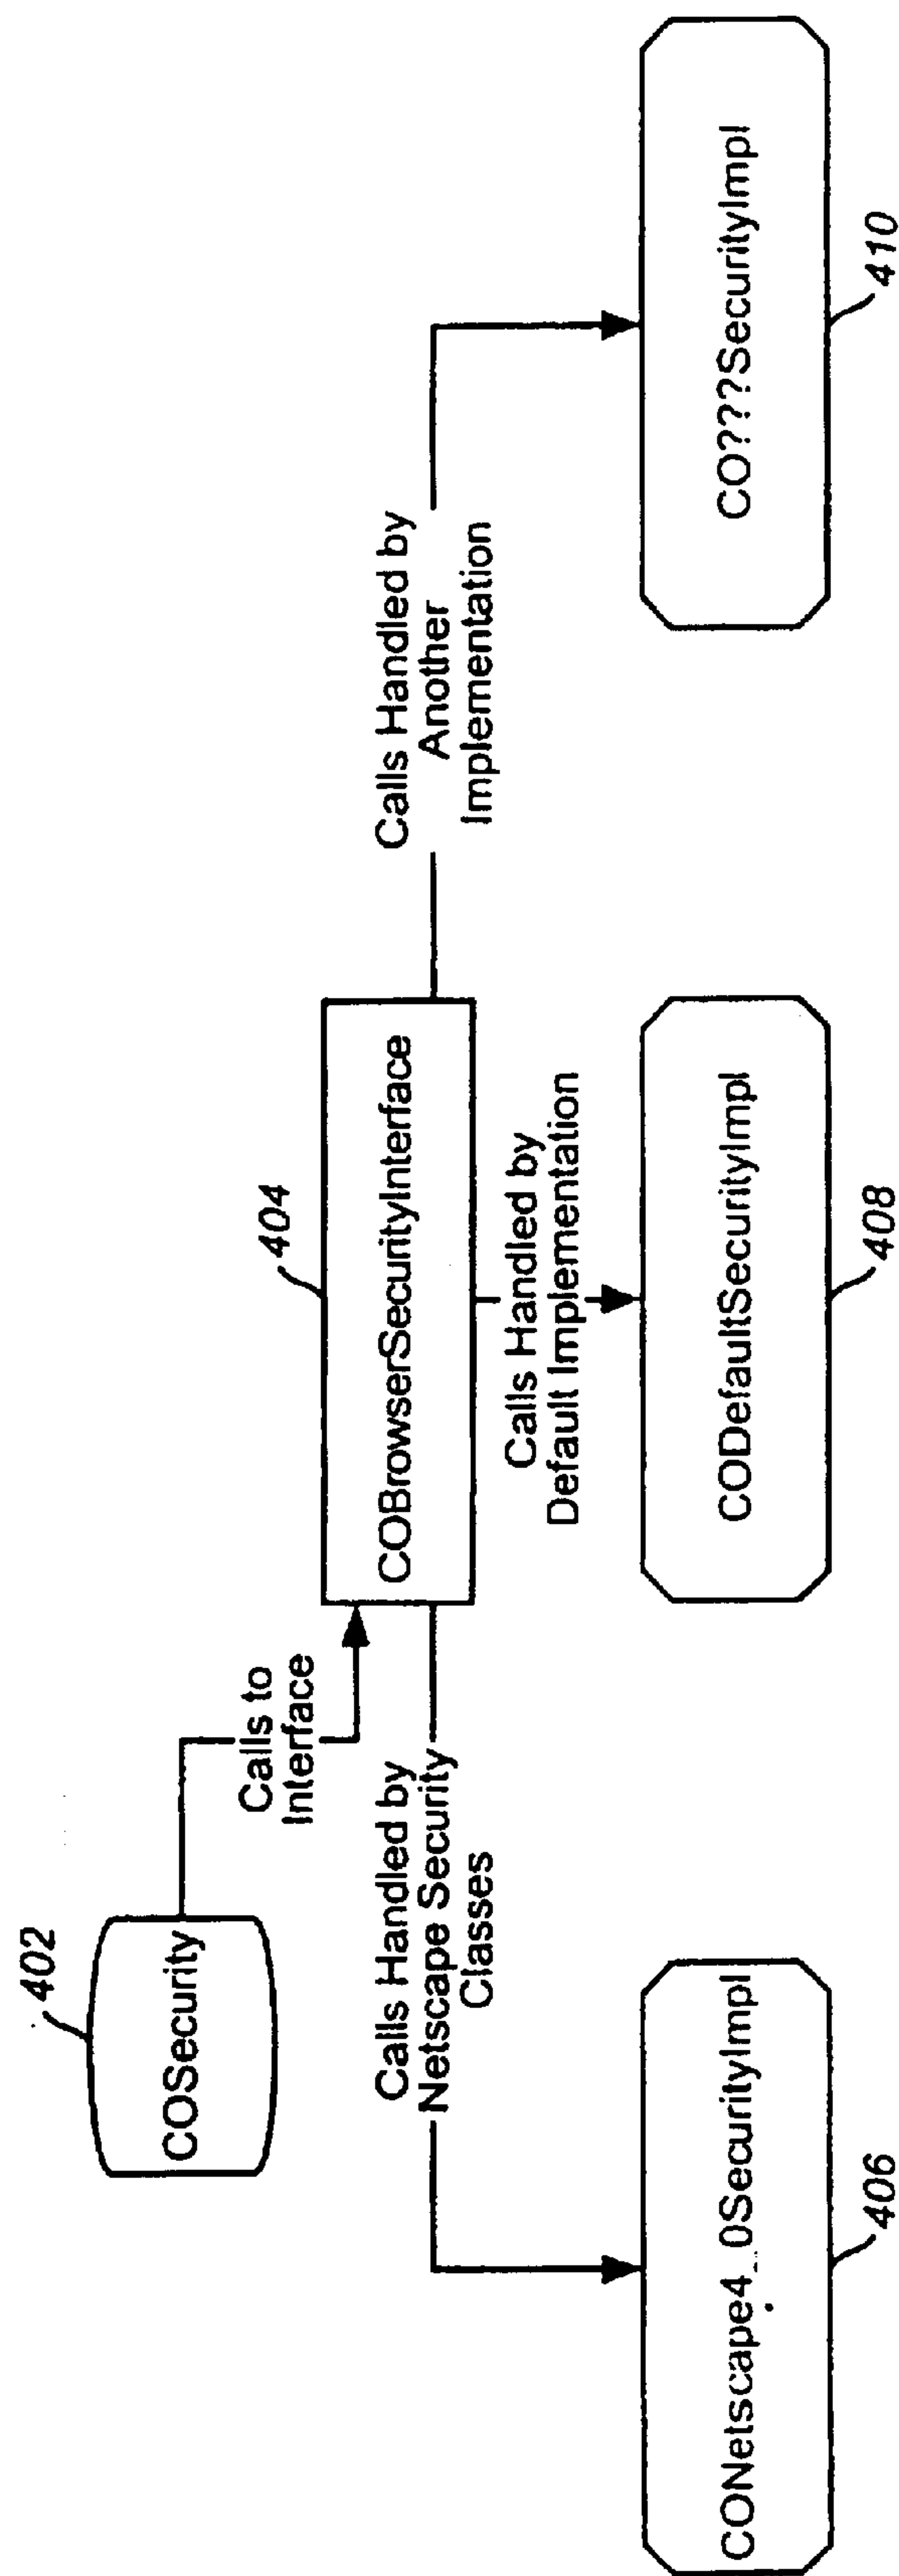 402
COSecurity
Calls to
Interface
404
COBrowserSecurityInterface
Calls Handled by
Netscape Security
Classes
Calls Handled by
Default Implementation
Calls Handled by
Another
Implementation
CONetscape4_0SecurityImpl
406
CODefaultSecurityImpl
408
CO???SecurityImpl
410